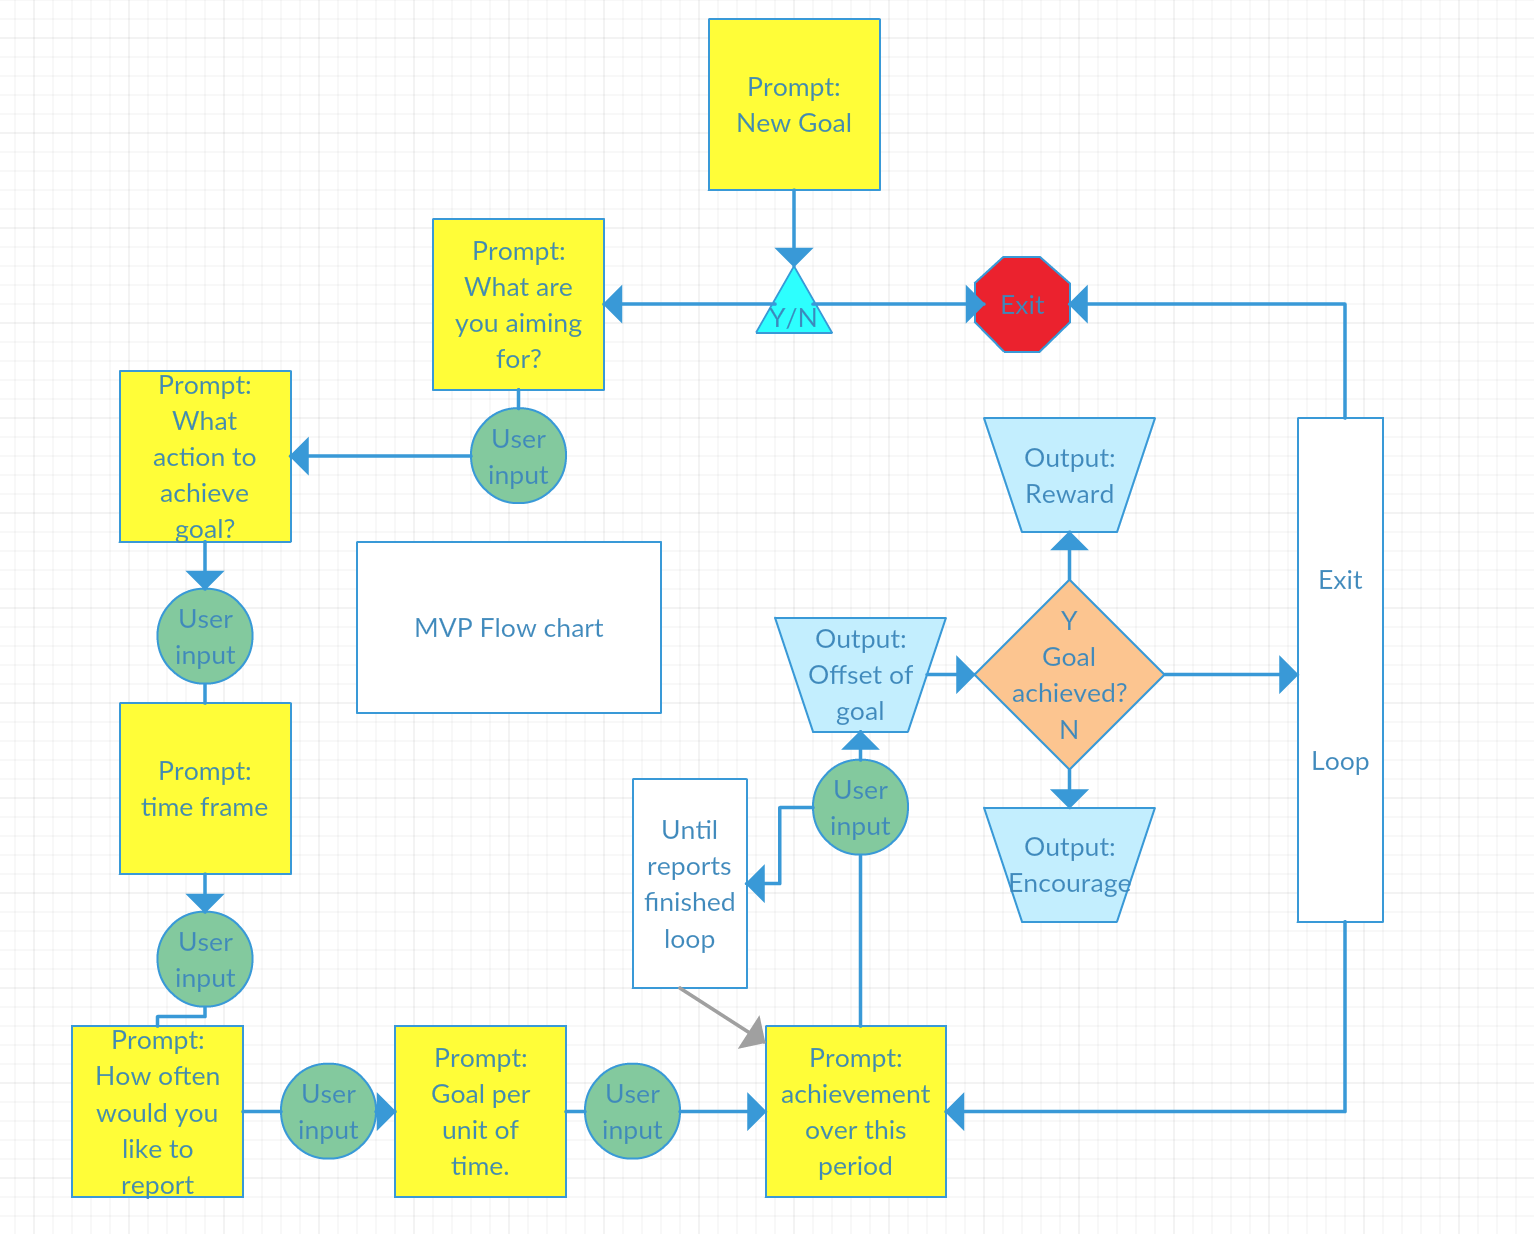 Prompt:
New Goal
Prompt:
What are
you aiming
for?
Y/N
Exit
Prompt:
What
action to
achieve
goal?
User
input
Output:
Reward
User
input
MVP Flow chart
Output:
Offset of
goal
Y
Goal
achieved?
N
Exit
Loop
Prompt:
time frame
User
input
Until
reports
finished
loop
Output:
Encourage
User
input
Prompt:
How often
would you
like to
report
User
input
Prompt:
Goal per
unit of
time.
User
input
Prompt:
achievement
over this
period